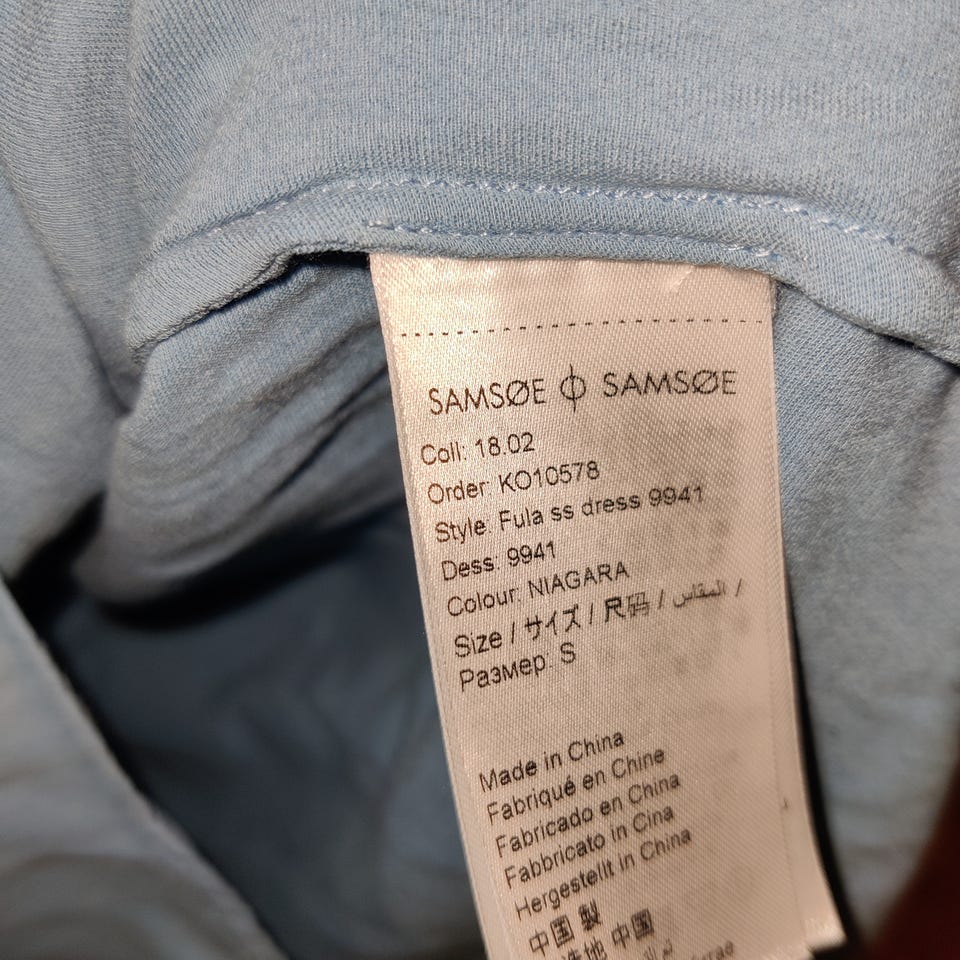 SAMSØE ϕ SAMSØE
Coll: 18.02
Order: KO10578
Style: Fula ss dress 9941
Dess: 9941
Colour: NIAGARA
Size / サイズ / 尺码 / المقاس /
Размер: S
Made in China
Fabriqué en Chine
Fabricado en China
Fabbricato in Cina
Hergestellt in China
中国製
中国